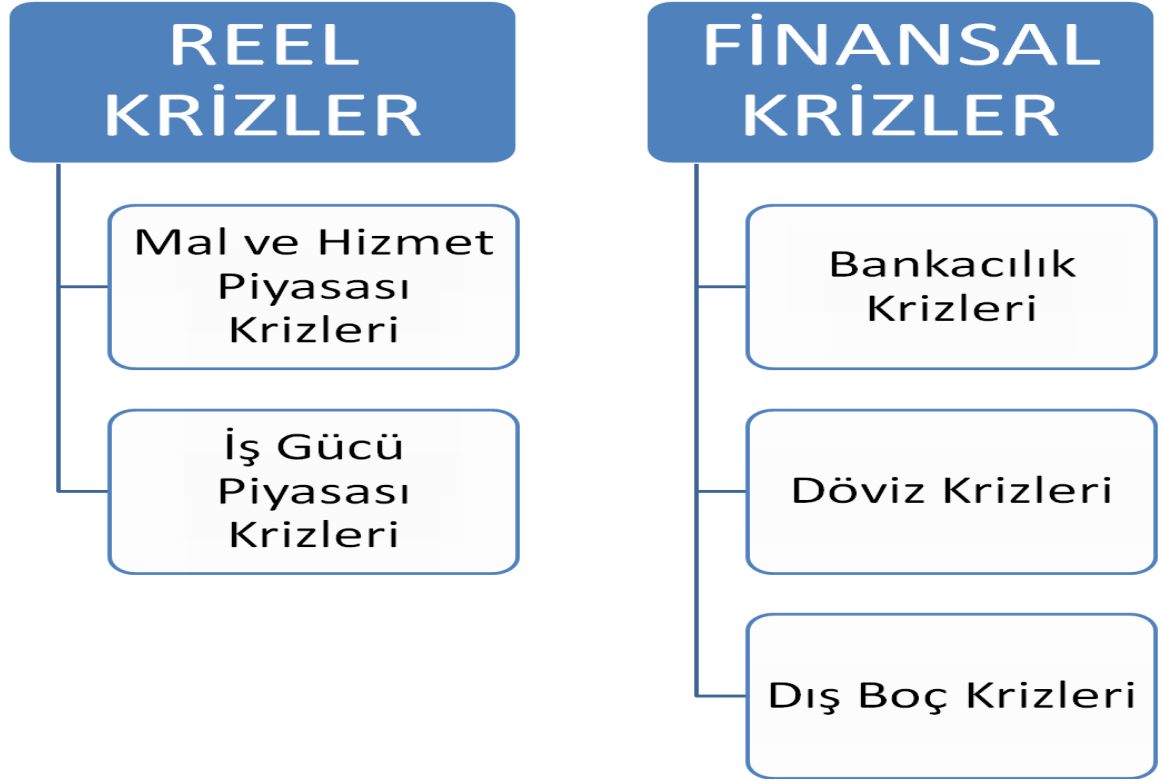 REEL
KRİZLER
Mal ve Hizmet
Piyasası
Krizleri
İş Gücü
Piyasası
Krizleri
FİNANSAL
KRİZLER
Bankacılık
Krizleri
Döviz Krizleri
Dış Boç Krizleri